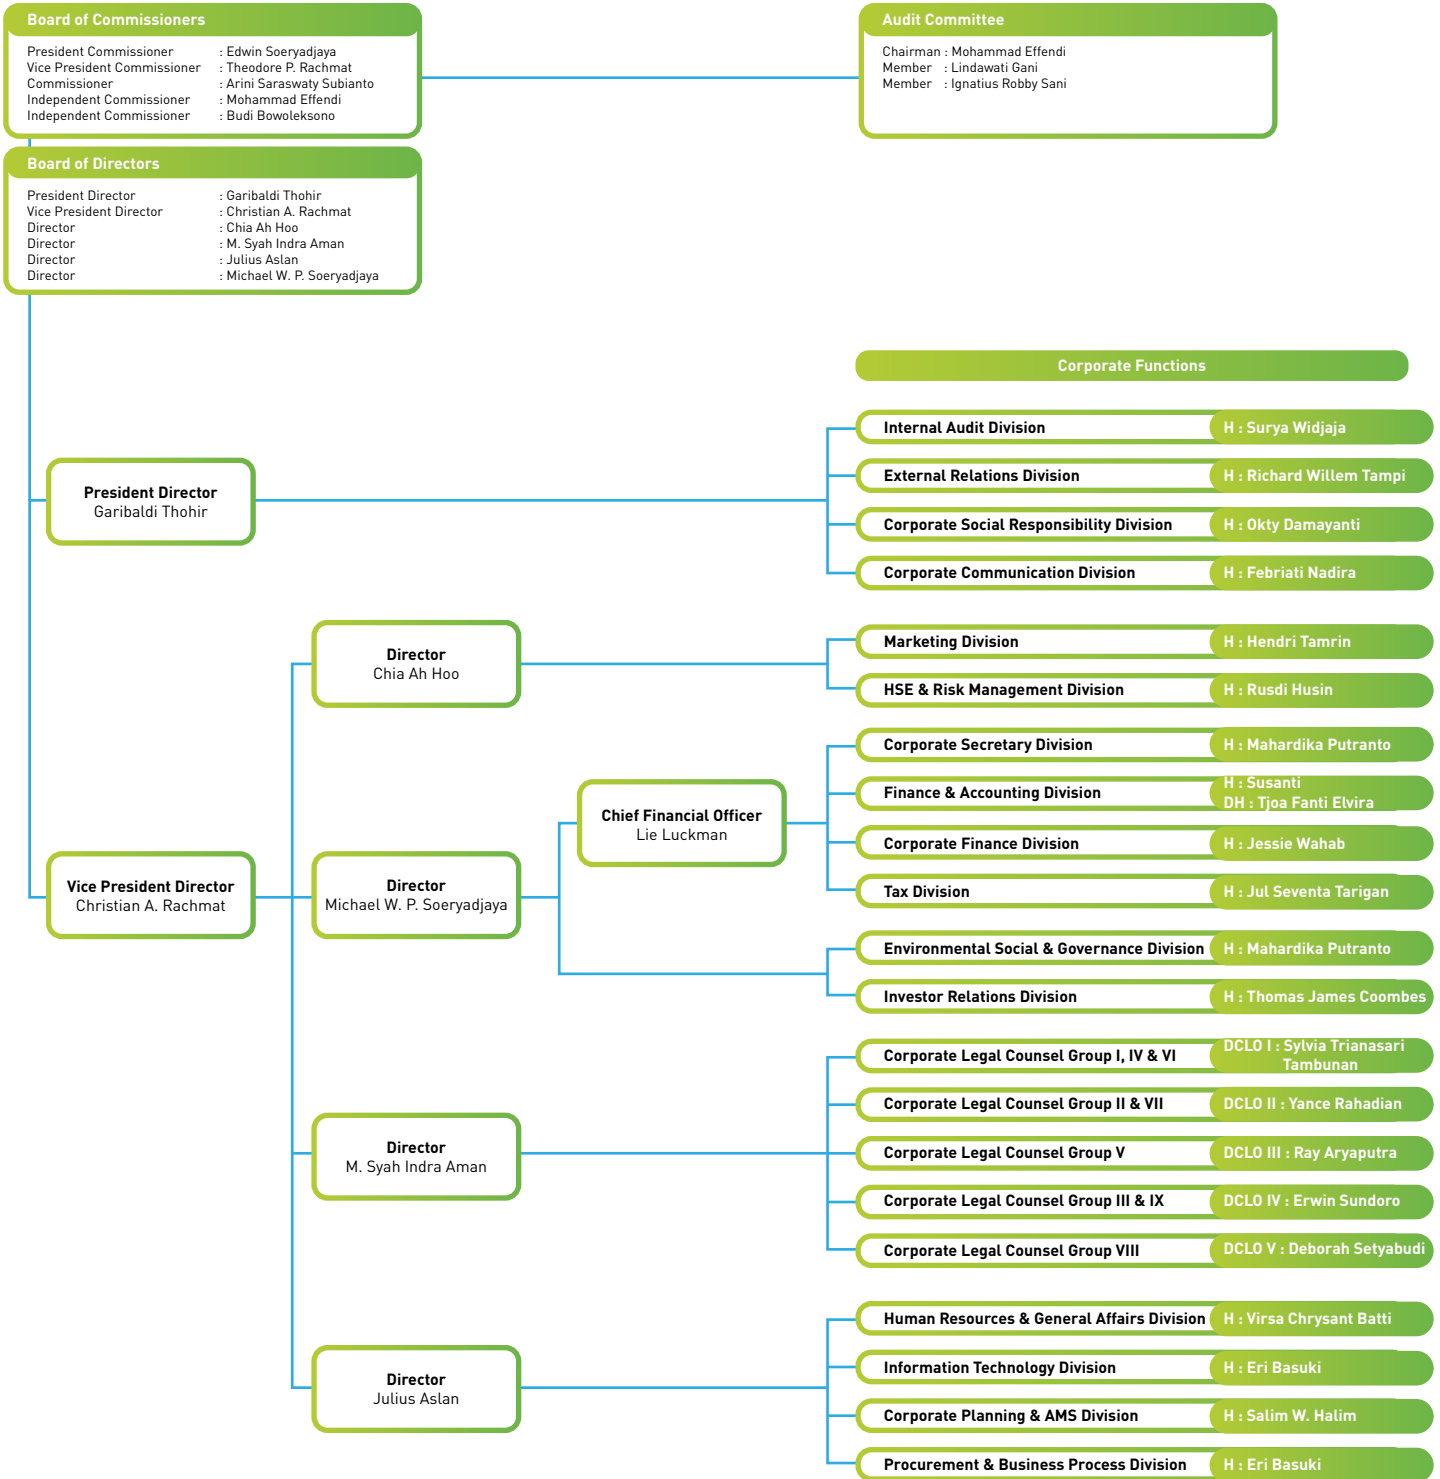 Board of Commissioners
President Commissioner : Edwin Soeryadjaya
Vice President Commissioner : Theodore P. Rachmat
Commissioner : Arini Saraswaty Subianto
Independent Commissioner : Mohammad Effendi
Independent Commissioner : Budi Bowoleksono
Audit Committee
Chairman : Mohammad Effendi
Member : Lindawati Gani
Member : Ignatius Robby Sani
Board of Directors
President Director : Garibaldi Thohir
Vice President Director : Christian A. Rachmat
Director : Chia Ah Hoo
Director : M. Syah Indra Aman
Director : Julius Aslan
Director : Michael W. P. Soeryadjaya
Corporate Functions
President Director
Garibaldi Thohir
Internal Audit Division H : Surya Widjaja
External Relations Division H : Richard Willem Tampi
Corporate Social Responsibility Division H : Okty Damayanti
Corporate Communication Division H : Febriati Nadira
Vice President Director
Christian A. Rachmat
Director
Chia Ah Hoo
Marketing Division H : Hendri Tamrin
HSE & Risk Management Division H : Rusdi Husin
Director
Michael W. P. Soeryadjaya
Chief Financial Officer
Lie Luckman
Corporate Secretary Division H : Mahardika Putranto
Finance & Accounting Division H : Susanti
DH : Tjoa Fanti Elvira
Corporate Finance Division H : Jessie Wahab
Tax Division H : Jul Seventa Tarigan
Environmental Social & Governance Division H : Mahardika Putranto
Investor Relations Division H : Thomas James Coombes
Director
M. Syah Indra Aman
Corporate Legal Counsel Group I, IV & VI DCLO I : Sylvia Trianasari
Tambunan
Corporate Legal Counsel Group II & VII DCLO II : Yance Rahadian
Corporate Legal Counsel Group V DCLO III : Ray Aryaputra
Corporate Legal Counsel Group III & IX DCLO IV : Erwin Sundoro
Corporate Legal Counsel Group VIII DCLO V : Deborah Setyabudi
Director
Julius Aslan
Human Resources & General Affairs Division H : Virsa Chrysant Batti
Information Technology Division H : Eri Basuki
Corporate Planning & AMS Division H : Salim W. Halim
Procurement & Business Process Division H : Eri Basuki